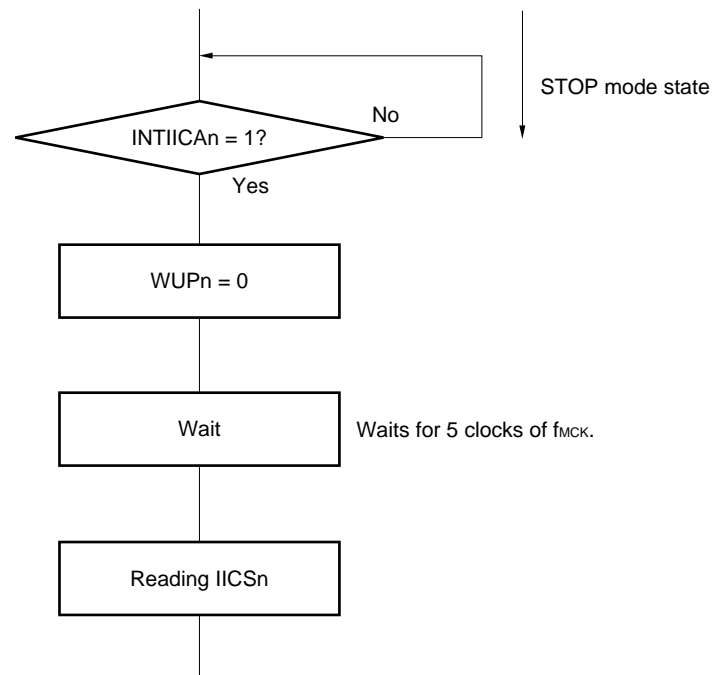 STOP mode state
No
INTIICAn = 1?
Yes
WUPn = 0
Wait
Waits for 5 clocks of fMCK.
Reading IICSn